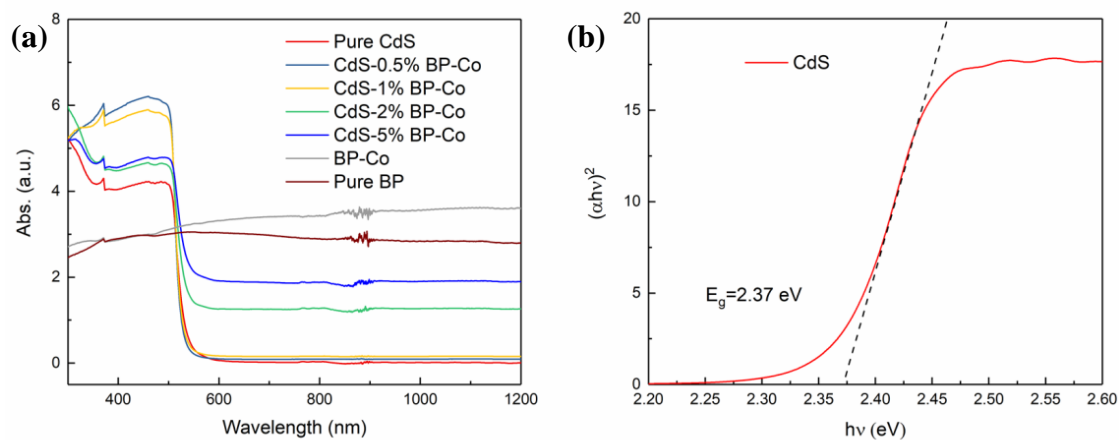 (a)
8
6
4
2
0
Abs. (a.u.)
400 600 800 1000 1200
Wavelength (nm)
Pure CdS
CdS-0.5% BP-Co
CdS-1% BP-Co
CdS-2% BP-Co
CdS-5% BP-Co
BP-Co
Pure BP
(b)
20
15
10
5
0
(αhν)²
2.20 2.25 2.30 2.35 2.40 2.45 2.50 2.55 2.60
hν (eV)
CdS
E_g=2.37 eV